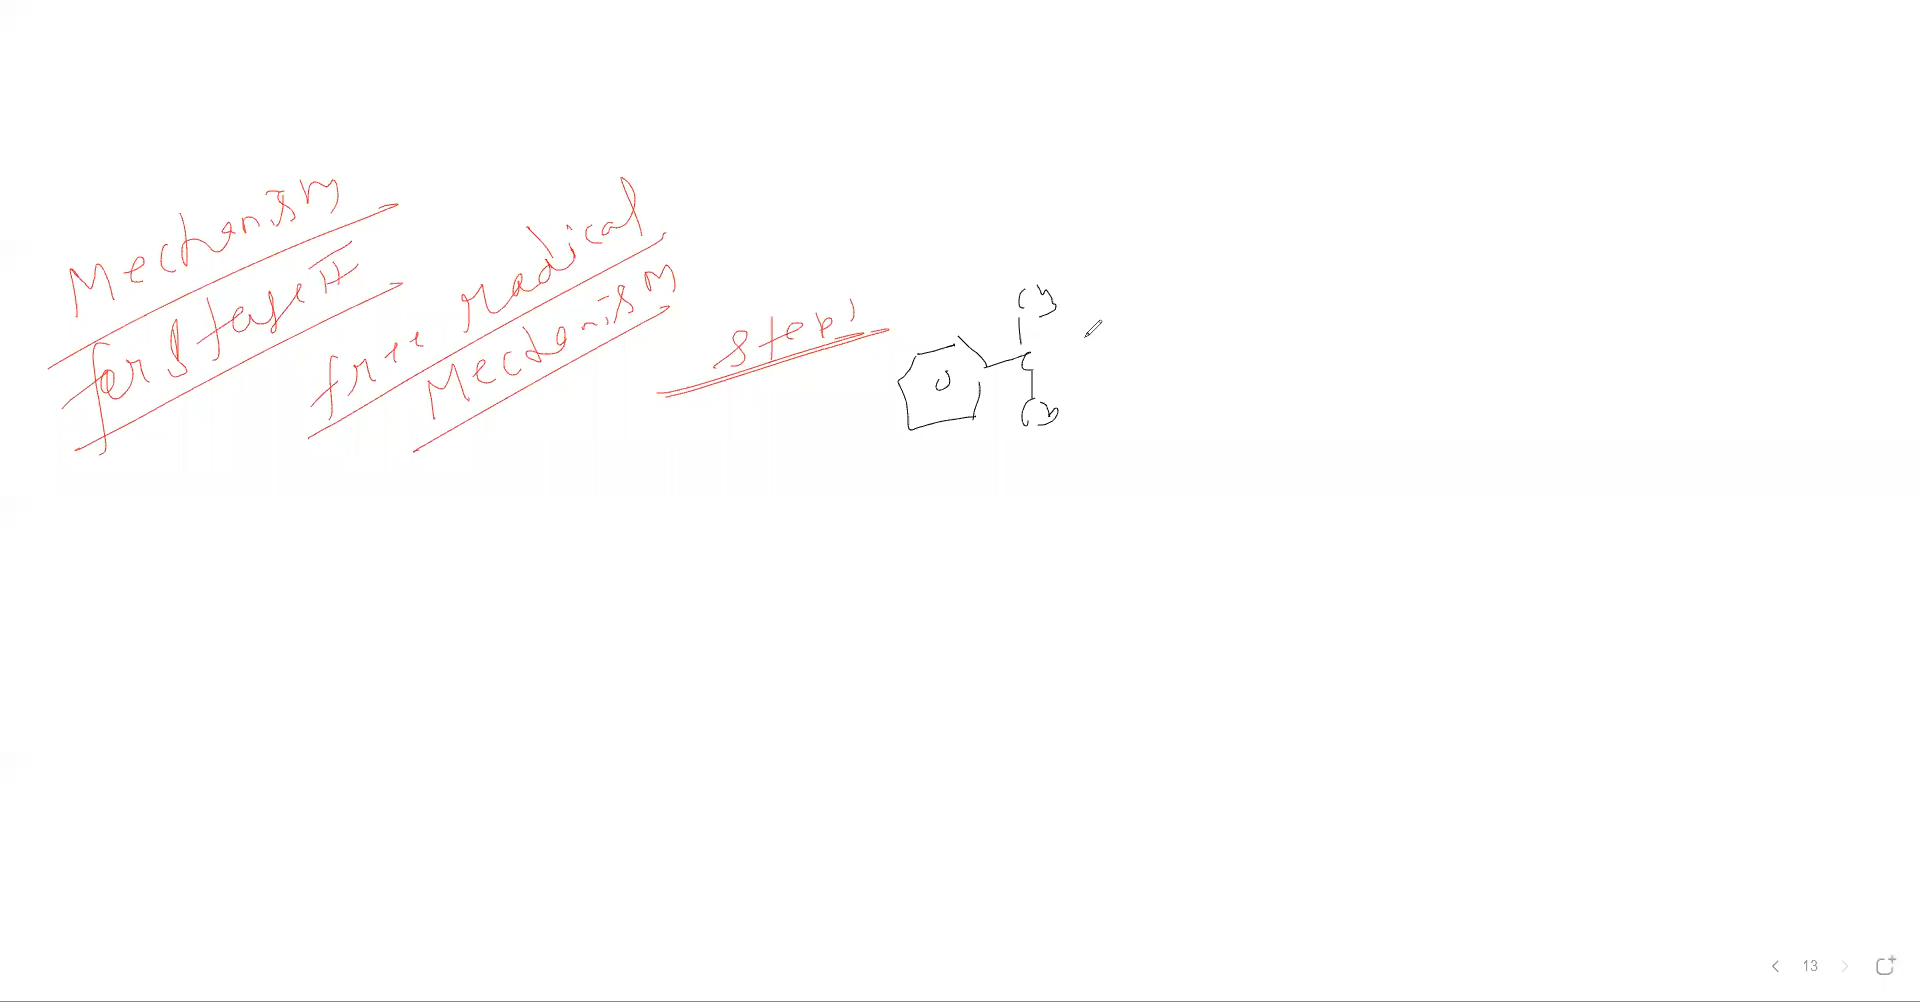 Mechanism
for Stage II
free radical
Mechanism
Step 1
CH3
C
CH3
13